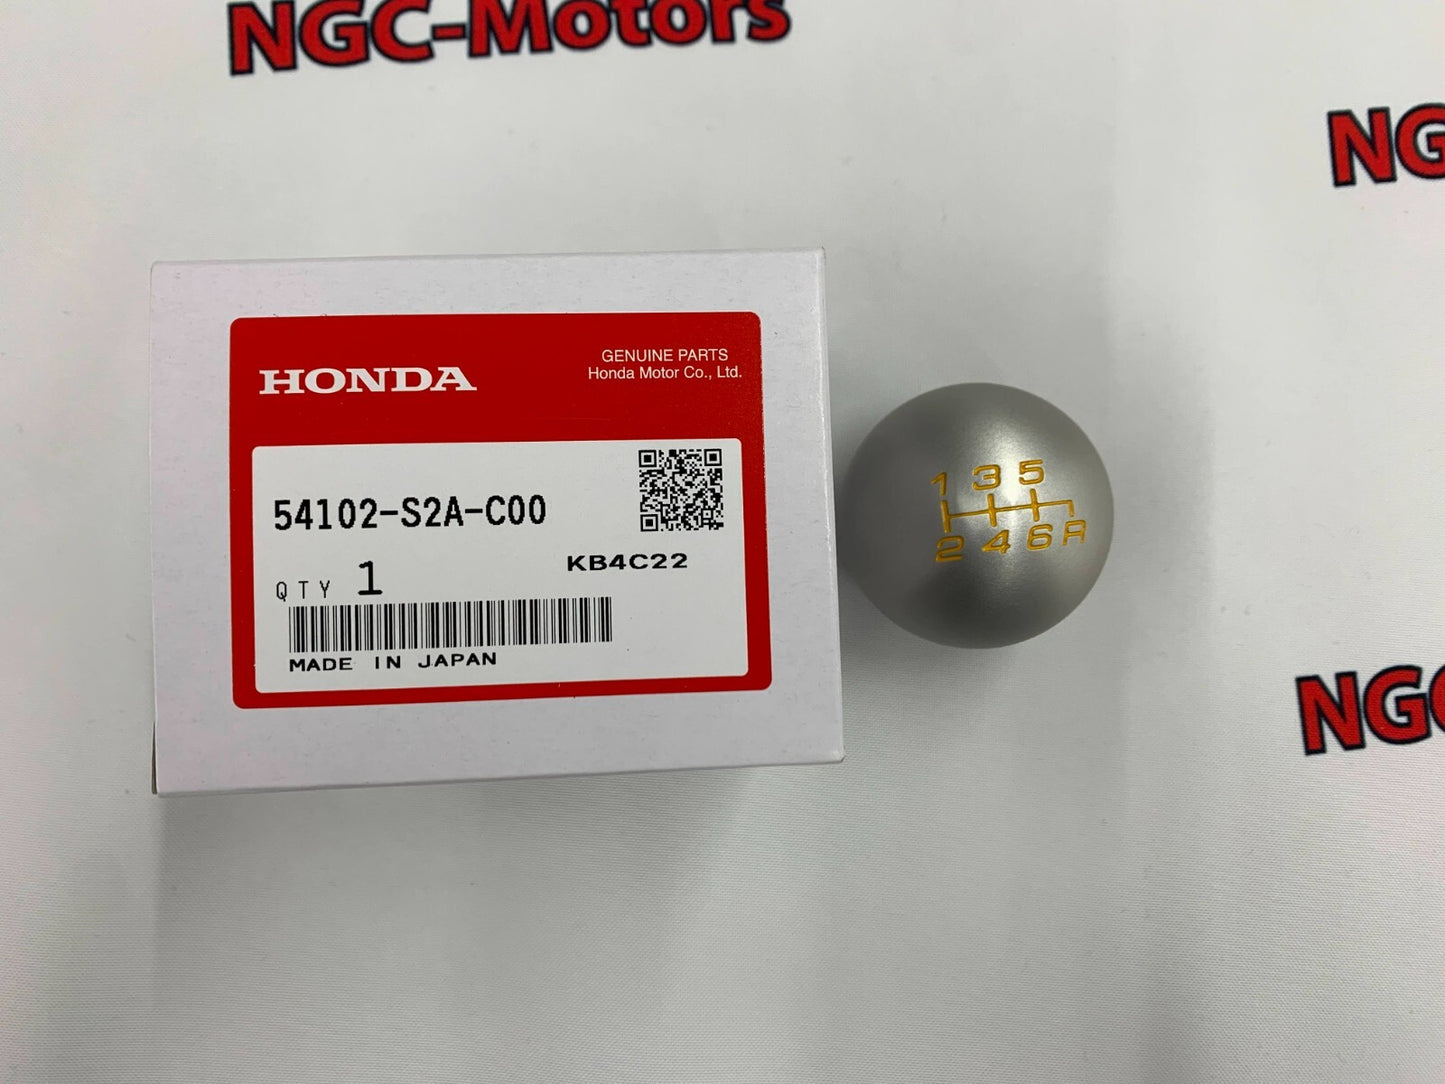 NGC-Motors
NG
HONDA
GENUINE PARTS
Honda Motor Co., Ltd.
54102-S2A-C00
KB4C22
QTY 1
MADE IN JAPAN
1 3 5
2 4 6 R
NGC